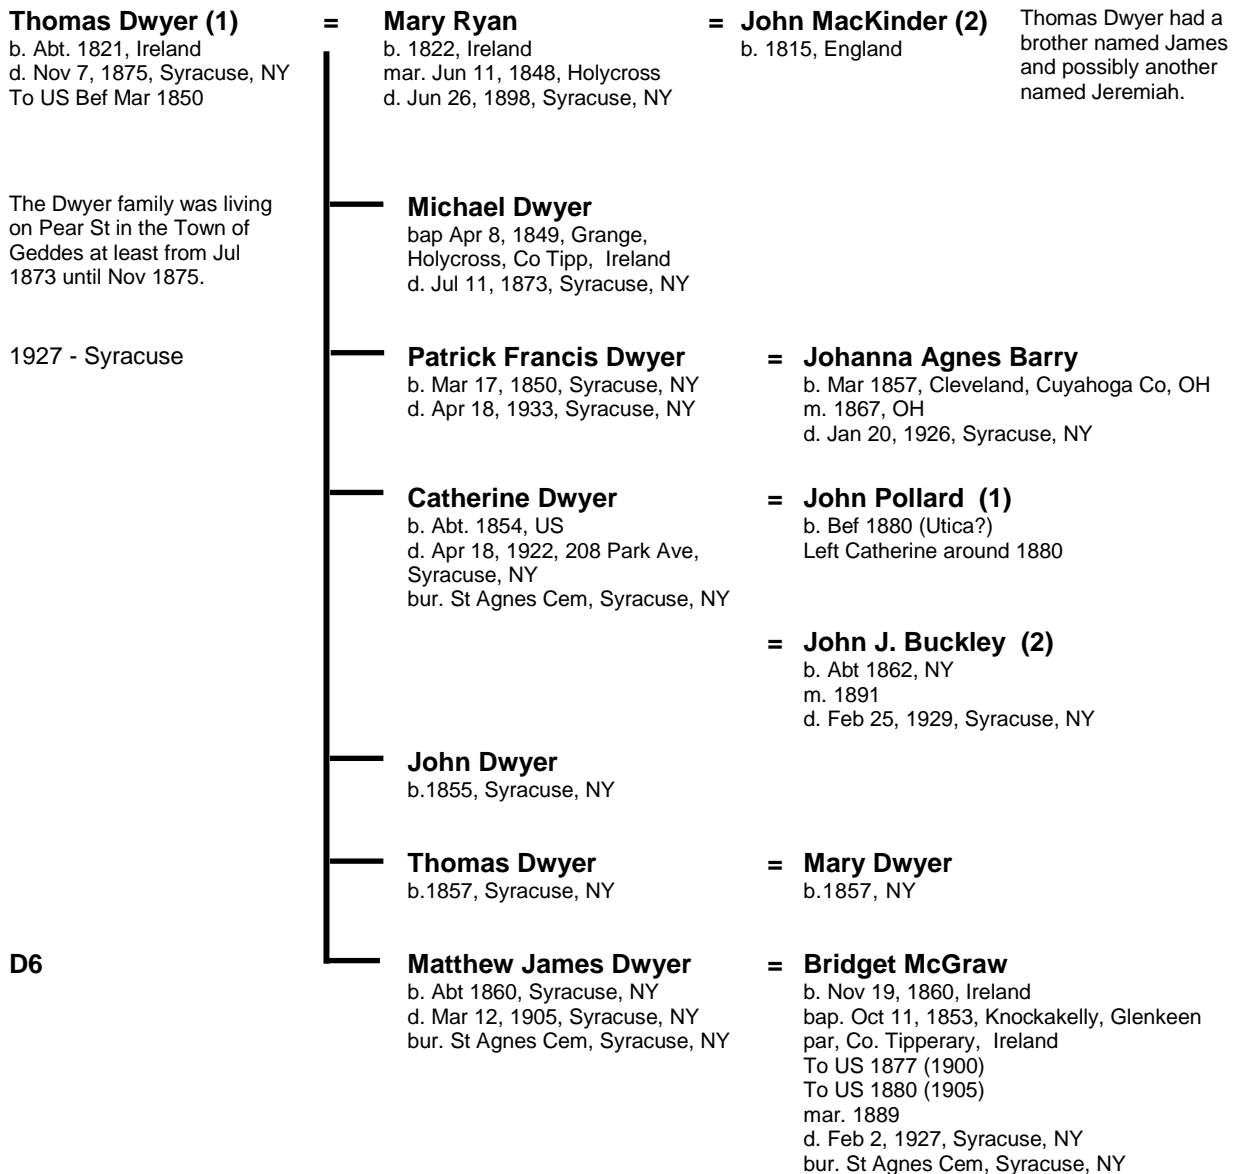 Thomas Dwyer (1) = Mary Ryan = John MacKinder (2)
b. Abt. 1821, Ireland
d. Nov 7, 1875, Syracuse, NY
To US Bef Mar 1850
b. 1822, Ireland
mar. Jun 11, 1848, Holycross
d. Jun 26, 1898, Syracuse, NY
b. 1815, England
Thomas Dwyer had a
brother named James
and possibly another
named Jeremiah.
The Dwyer family was living
on Pear St in the Town of
Geddes at least from Jul
1873 until Nov 1875.
Michael Dwyer
bap Apr 8, 1849, Grange,
Holycross, Co Tipp, Ireland
d. Jul 11, 1873, Syracuse, NY
1927 - Syracuse
Patrick Francis Dwyer = Johanna Agnes Barry
b. Mar 17, 1850, Syracuse, NY
d. Apr 18, 1933, Syracuse, NY
b. Mar 1857, Cleveland, Cuyahoga Co, OH
m. 1867, OH
d. Jan 20, 1926, Syracuse, NY
Catherine Dwyer = John Pollard (1)
b. Abt. 1854, US
d. Apr 18, 1922, 208 Park Ave,
Syracuse, NY
bur. St Agnes Cem, Syracuse, NY
b. Bef 1880 (Utica?)
Left Catherine around 1880
= John J. Buckley (2)
b. Abt 1862, NY
m. 1891
d. Feb 25, 1929, Syracuse, NY
John Dwyer
b.1855, Syracuse, NY
Thomas Dwyer = Mary Dwyer
b.1857, Syracuse, NY
b.1857, NY
D6
Matthew James Dwyer = Bridget McGraw
b. Abt 1860, Syracuse, NY
d. Mar 12, 1905, Syracuse, NY
bur. St Agnes Cem, Syracuse, NY
b. Nov 19, 1860, Ireland
bap. Oct 11, 1853, Knockakelly, Glenkeen
par, Co. Tipperary, Ireland
To US 1877 (1900)
To US 1880 (1905)
mar. 1889
d. Feb 2, 1927, Syracuse, NY
bur. St Agnes Cem, Syracuse, NY